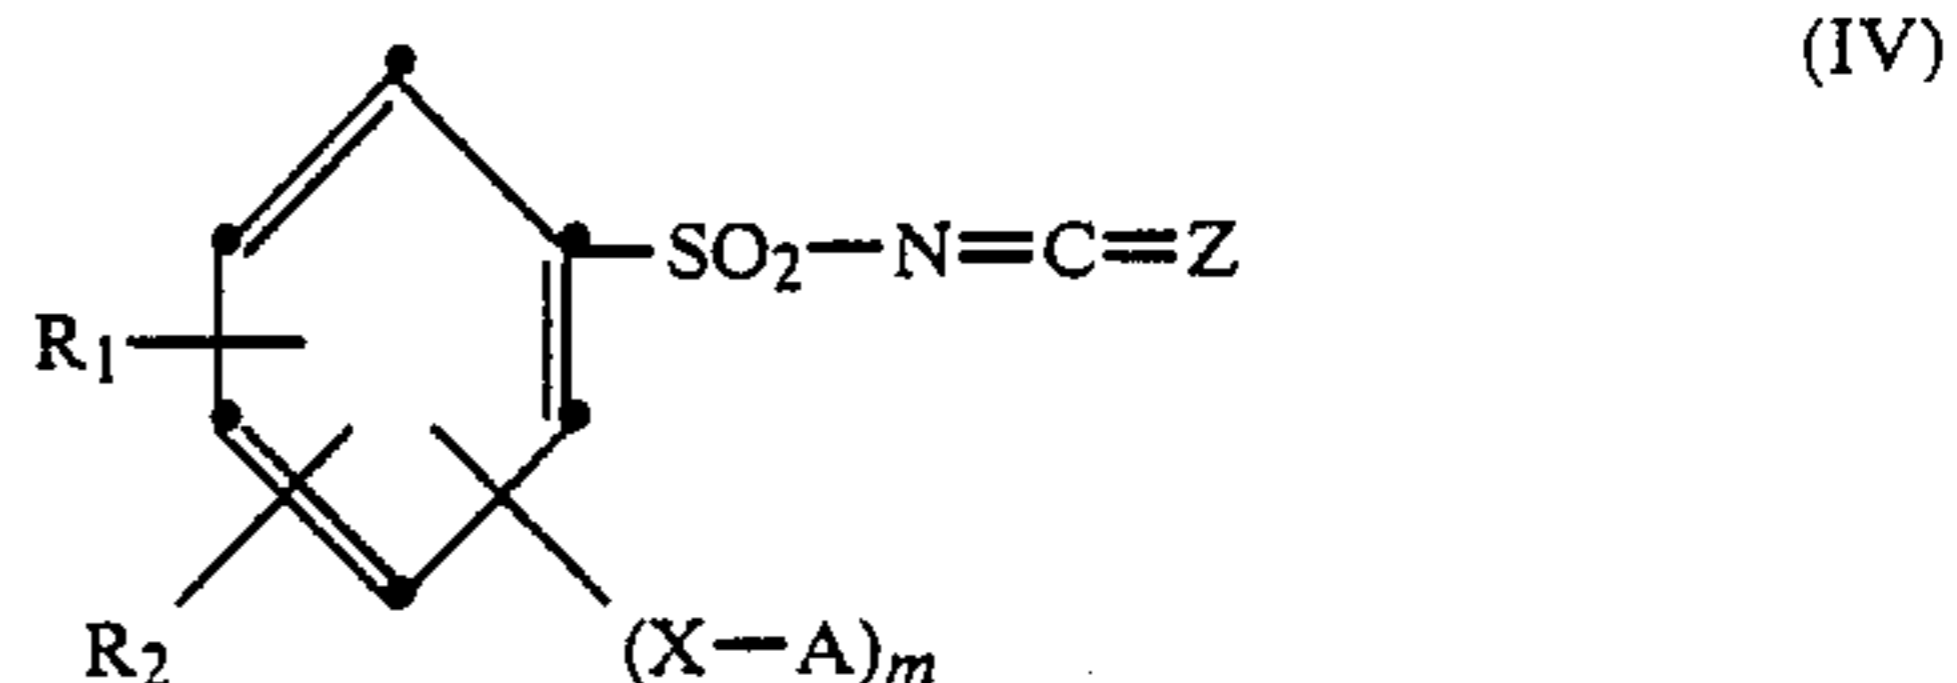 (IV)
SO2—N=C=Z
R1
R2
(X—A)m